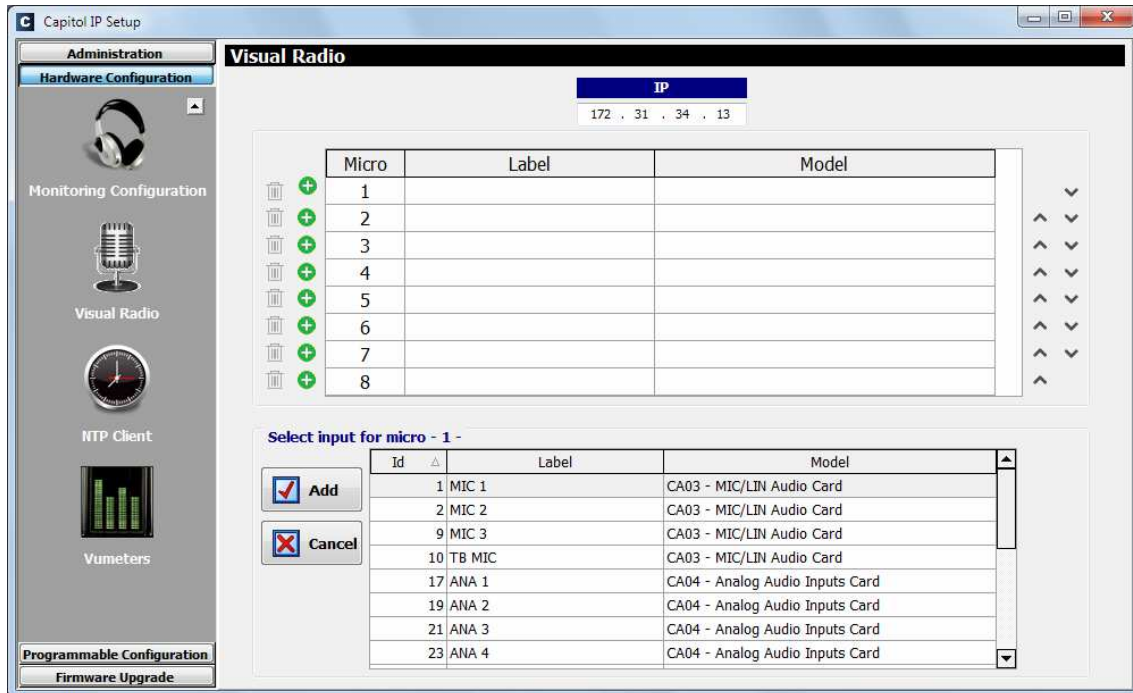 Capitol IP Setup
Administration
Hardware Configuration
Monitoring Configuration
Visual Radio
NTP Client
Vumeters
Programmable Configuration
Firmware Upgrade
Visual Radio
IP
172 . 31 . 34 . 13
Micro Label Model
1
2
3
4
5
6
7
8
Select input for micro - 1 -
Add
Cancel
Id Label Model
1 MIC 1 CA03 - MIC/LIN Audio Card
2 MIC 2 CA03 - MIC/LIN Audio Card
9 MIC 3 CA03 - MIC/LIN Audio Card
10 TB MIC CA03 - MIC/LIN Audio Card
17 ANA 1 CA04 - Analog Audio Inputs Card
19 ANA 2 CA04 - Analog Audio Inputs Card
21 ANA 3 CA04 - Analog Audio Inputs Card
23 ANA 4 CA04 - Analog Audio Inputs Card